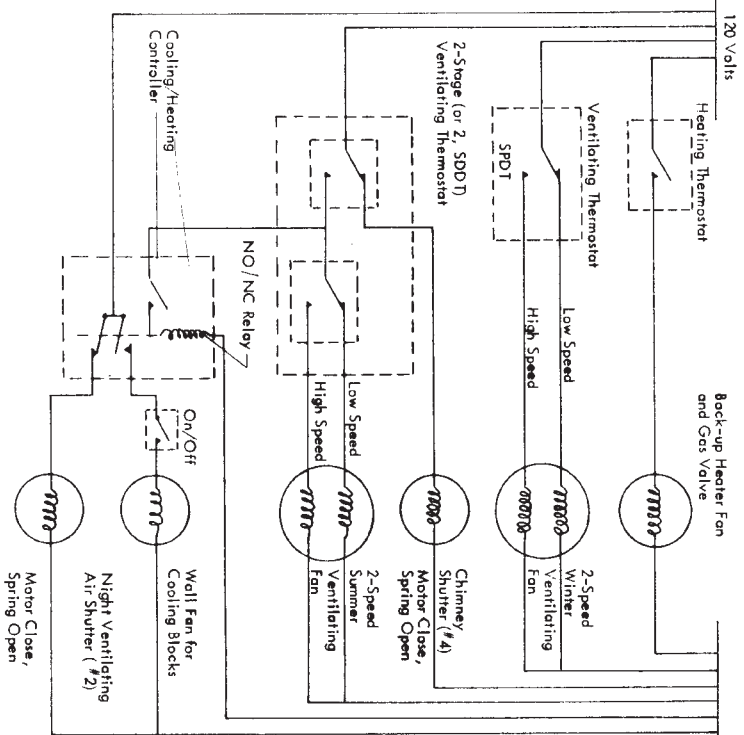 120 Volts
Heating Thermostat
Back-up Heater Fan
and Gas Valve
Ventilating Thermostat
SPDT
Low Speed
High Speed
2-Speed
Winter
Ventilating
Fan
2-Stage (or 2, SDDT)
Ventilating Thermostat
Chimney
Shutter (#4)
Motor Close,
Spring Open
Low Speed
High Speed
2-Speed
Summer
Ventilating
Fan
Cooling/Heating
Controller
NO/NC Relay
On/Off
Wall Fan for
Cooling Blocks
Night Ventilating
Air Shutter (#2)
Motor Close,
Spring Open